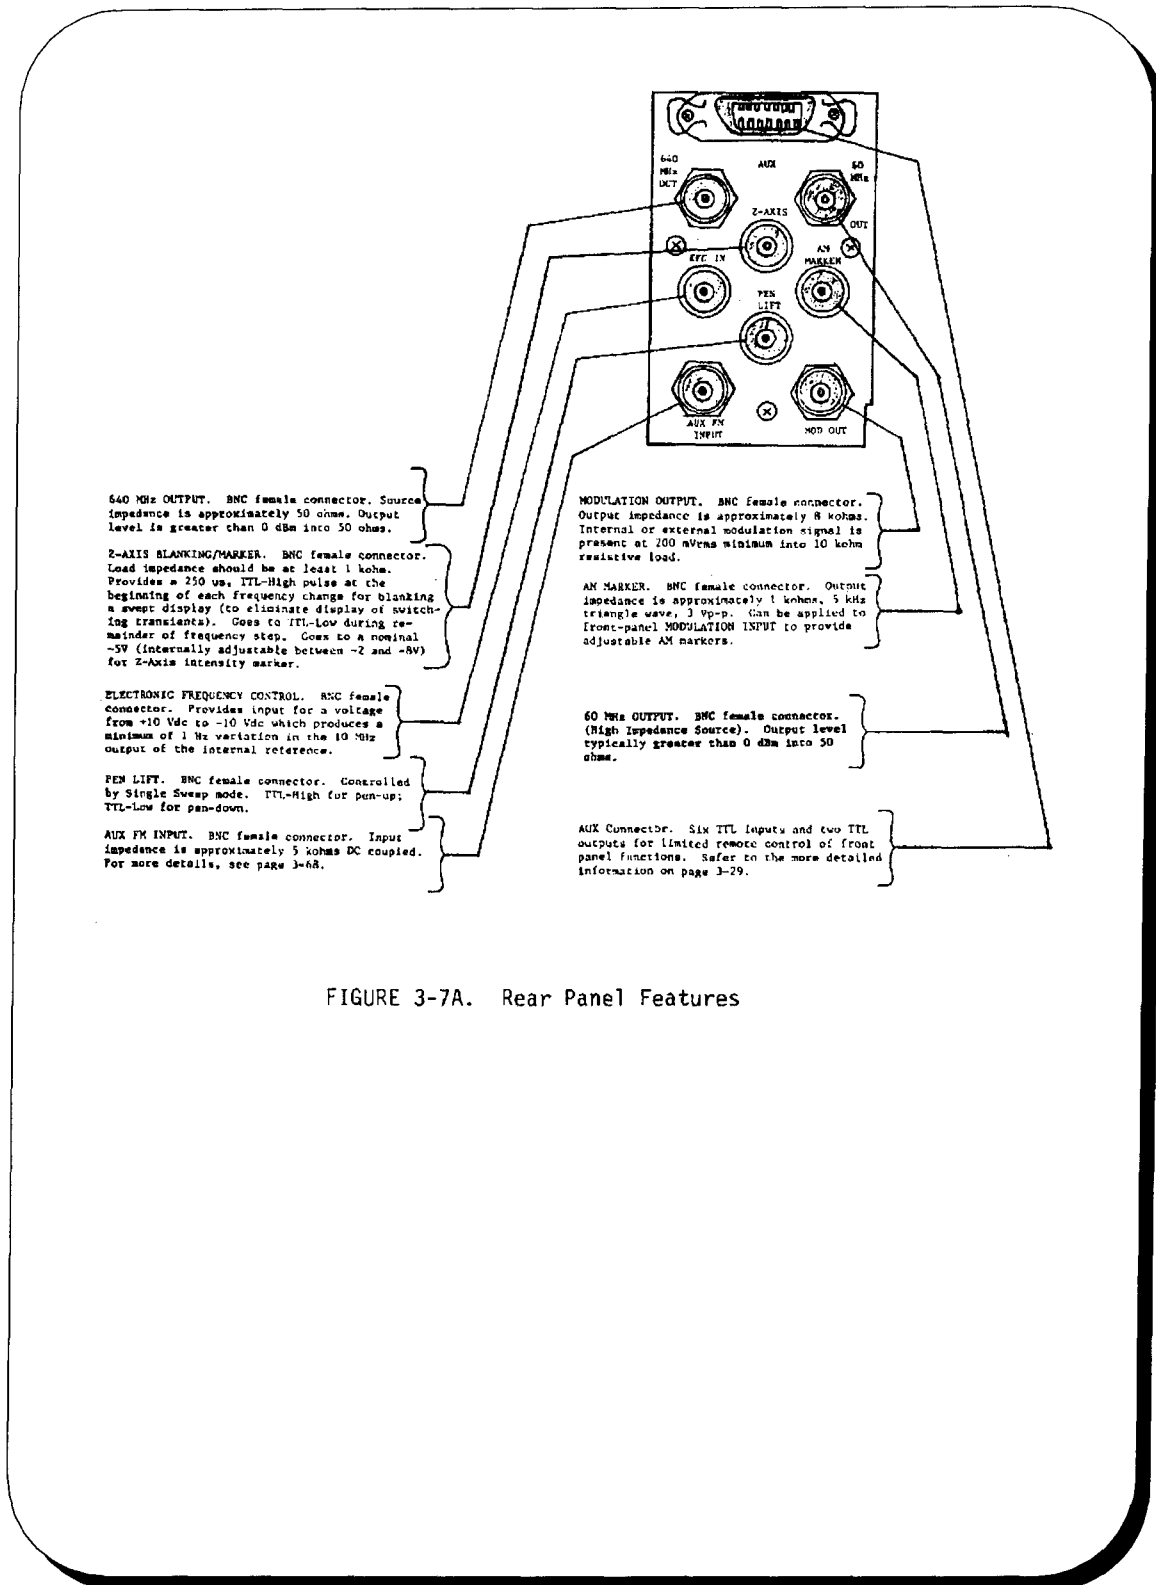 640
MHz
OUT
AUX
60
MHz
OUT
Z-AXIS
EFC IN
AM
MARKER
PEN
LIFT
AUX FM
INPUT
MOD OUT
640 MHz OUTPUT. BNC female connector. Source
impedance is approximately 50 ohms. Output
level is greater than 0 dBm into 50 ohms.
Z-AXIS BLANKING/MARKER. BNC female connector.
Load impedance should be at least 1 kohm.
Provides a 250 us, TTL-High pulse at the
beginning of each frequency change for blanking
a swept display (to eliminate display of switch-
ing transients). Goes to TTL-Low during re-
mainder of frequency step. Goes to a nominal
-5V (internally adjustable between -2 and -8V)
for Z-Axis intensity marker.
ELECTRONIC FREQUENCY CONTROL. BNC female
connector. Provides input for a voltage
from +10 Vdc to -10 Vdc which produces a
minimum of 1 Hz variation in the 10 MHz
output of the internal reference.
PEN LIFT. BNC female connector. Controlled
by Single Sweep mode. TTL-High for pen-up;
TTL-Low for pen-down.
AUX FM INPUT. BNC female connector. Input
impedance is approximately 5 kohms DC coupled.
For more details, see page 3-68.
MODULATION OUTPUT. BNC female connector.
Output impedance is approximately 8 kohms.
Internal or external modulation signal is
present at 200 mVrms minimum into 10 kohm
resistive load.
AM MARKER. BNC female connector. Output
impedance is approximately 1 kohms, 5 kHz
triangle wave, 3 Vp-p. Can be applied to
front-panel MODULATION INPUT to provide
adjustable AM markers.
60 MHz OUTPUT. BNC female connector.
(High Impedance Source). Output level
typically greater than 0 dBm into 50
ohms.
AUX Connector. Six TTL inputs and two TTL
outputs for limited remote control of front
panel functions. Refer to the more detailed
information on page 3-29.
FIGURE 3-7A. Rear Panel Features